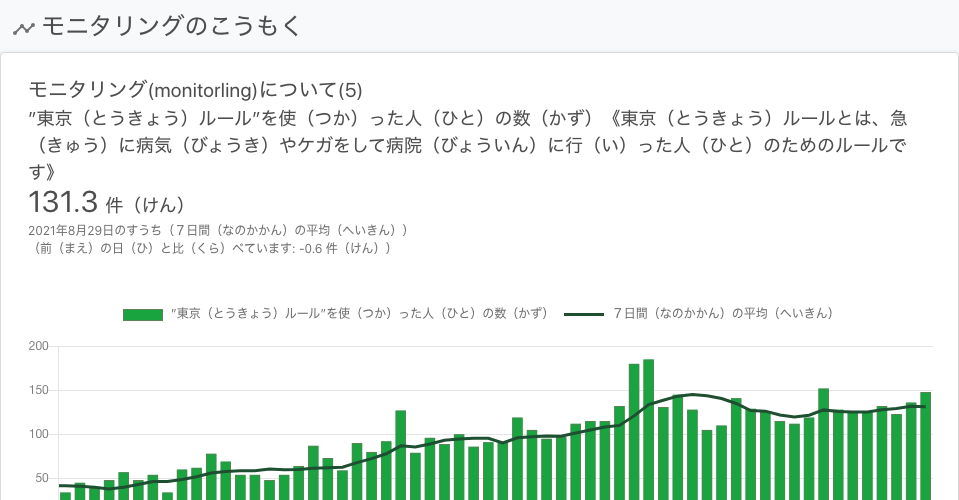 モニタリングのこうもく
モニタリング(monitorling)について(5)
”東京（とうきょう）ルール”を使（つか）った人（ひと）の数（かず）《東京（とうきょう）ルールとは、急
（きゅう）に病気（びょうき）やケガをして病院（びょういん）に行（い）った人（ひと）のためのルールで
す》
131.3 件（けん）
2021年8月29日のすうち（７日間（なのかかん）の平均（へいきん））
（前（まえ）の日（ひ）と比（くら）べています: -0.6 件（けん））
”東京（とうきょう）ルール”を使（つか）った人（ひと）の数（かず） ７日間（なのかかん）の平均（へいきん）
200
150
100
50